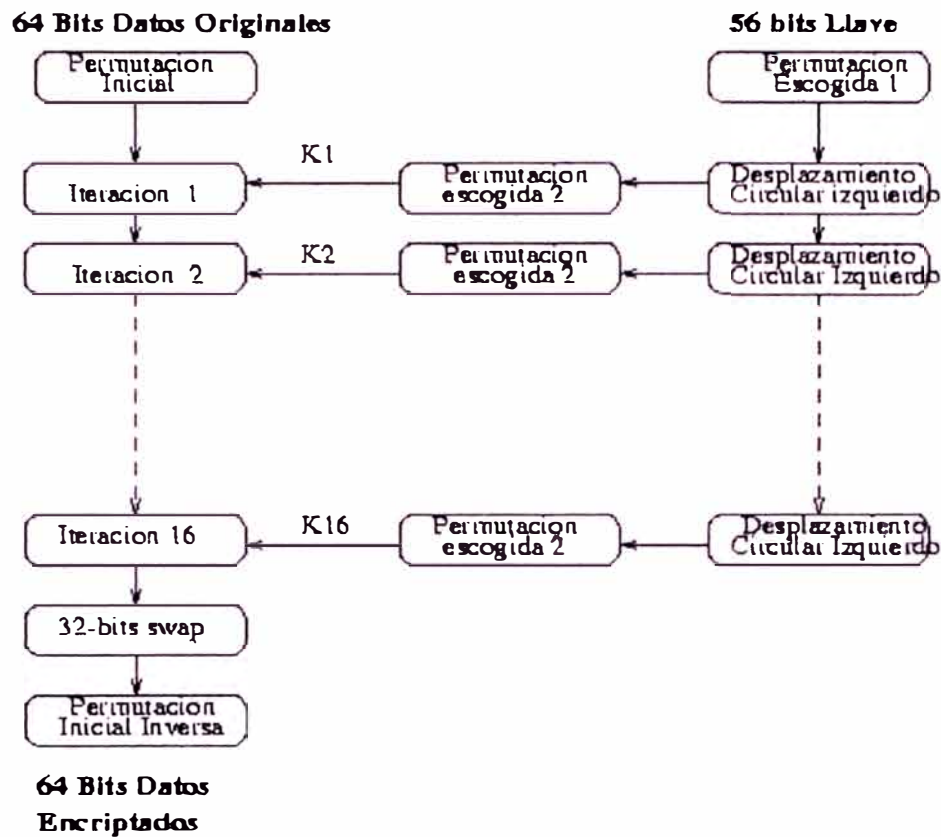 64 Bits Datos Originales
56 bits Llave
Permutacion
Inicial
Permutacion
Escogida 1
K1
Iteracion 1
Permutacion
escogida 2
Desplazamiento
Circular izquierdo
K2
Iteracion 2
Permutacion
escogida 2
Desplazamiento
Circular Izquierdo
K16
Iteracion 16
Permutacion
escogida 2
Desplazamiento
Circular Izquierdo
32-bits swap
Permutacion
Inicial Inversa
64 Bits Datos
Encriptados